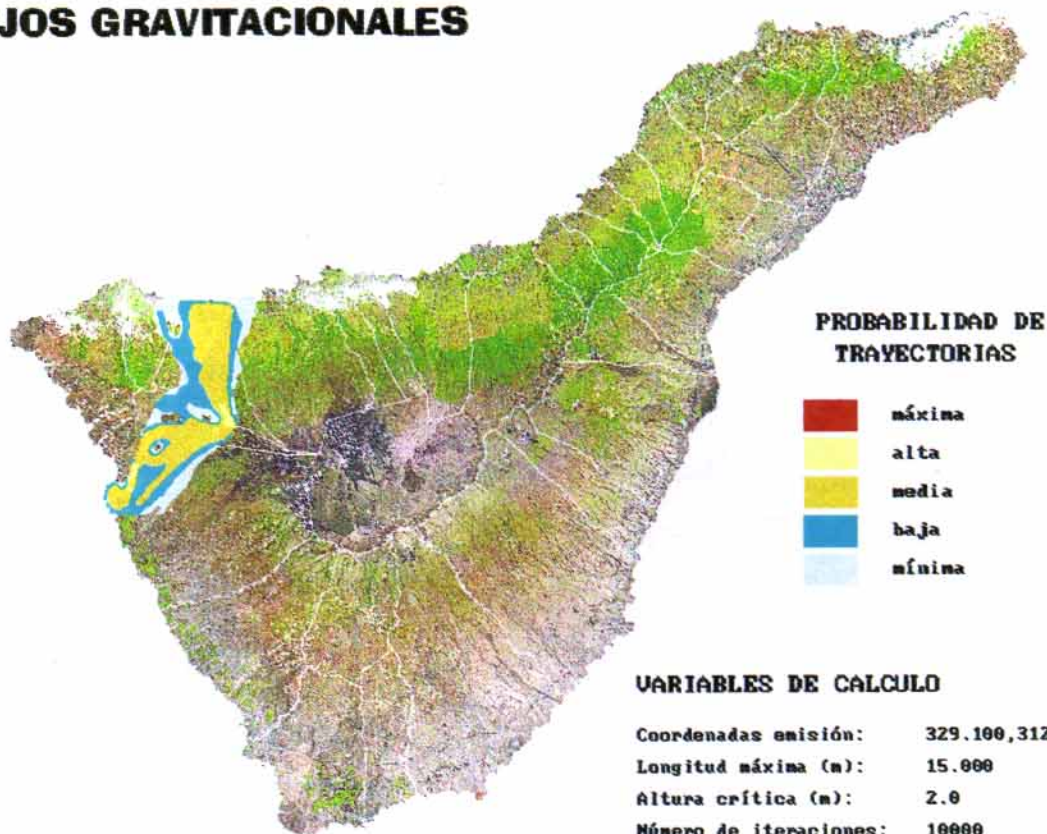 JOS GRAVITACIONALES
PROBABILIDAD DE
TRAYECTORIAS
máxima
alta
media
baja
mínima
VARIABLES DE CALCULO
Coordenadas emisión: 329.100,312
Longitud máxima (m): 15.000
Altura crítica (m): 2.0
Número de iteraciones: 10000